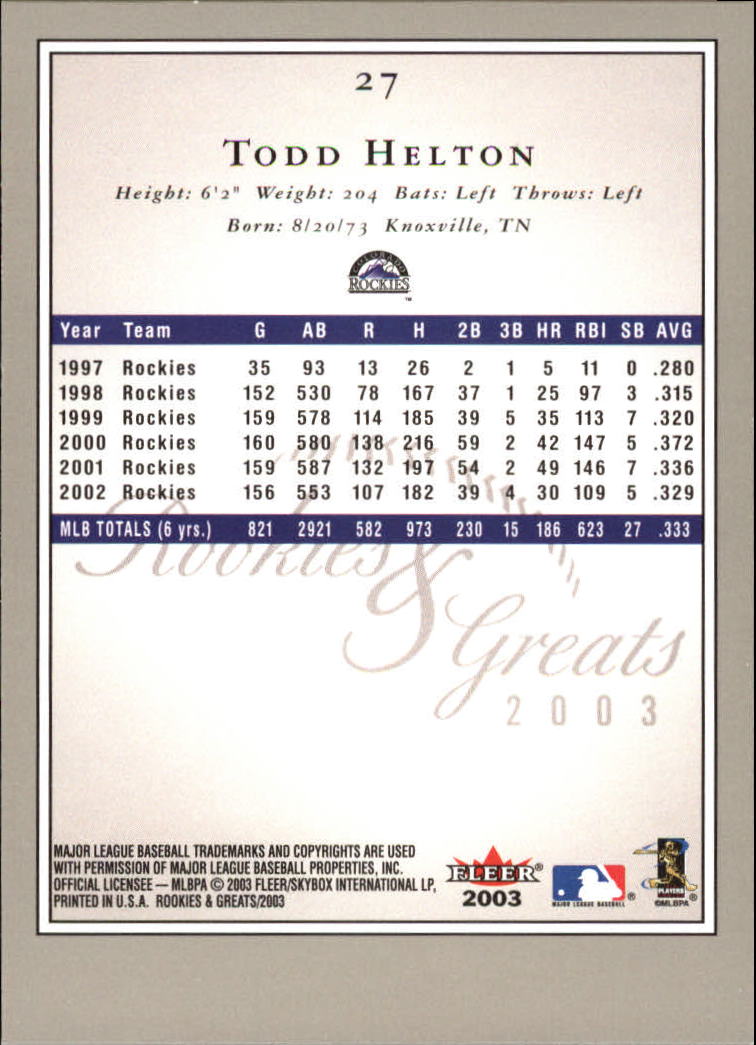 27
TODD HELTON
Height: 6'2" Weight: 204 Bats: Left Throws: Left
Born: 8/20/73 Knoxville, TN
COLORADO
ROCKIES
TM
Year Team G AB R H 2B 3B HR RBI SB AVG
1997 Rockies 35 93 13 26 2 1 5 11 0 .280
1998 Rockies 152 530 78 167 37 1 25 97 3 .315
1999 Rockies 159 578 114 185 39 5 35 113 7 .320
2000 Rockies 160 580 138 216 59 2 42 147 5 .372
2001 Rockies 159 587 132 197 54 2 49 146 7 .336
2002 Rockies 156 553 107 182 39 4 30 109 5 .329
MLB TOTALS (6 yrs.) 821 2921 582 973 230 15 186 623 27 .333
Rookies
&
Greats
2003
MAJOR LEAGUE BASEBALL TRADEMARKS AND COPYRIGHTS ARE USED
WITH PERMISSION OF MAJOR LEAGUE BASEBALL PROPERTIES, INC.
OFFICIAL LICENSEE — MLBPA © 2003 FLEER/SKYBOX INTERNATIONAL LP,
PRINTED IN U.S.A. ROOKIES & GREATS/2003
FLEER®
2003
MAJOR LEAGUE BASEBALL ®
PLAYERS ®
©MLBPA